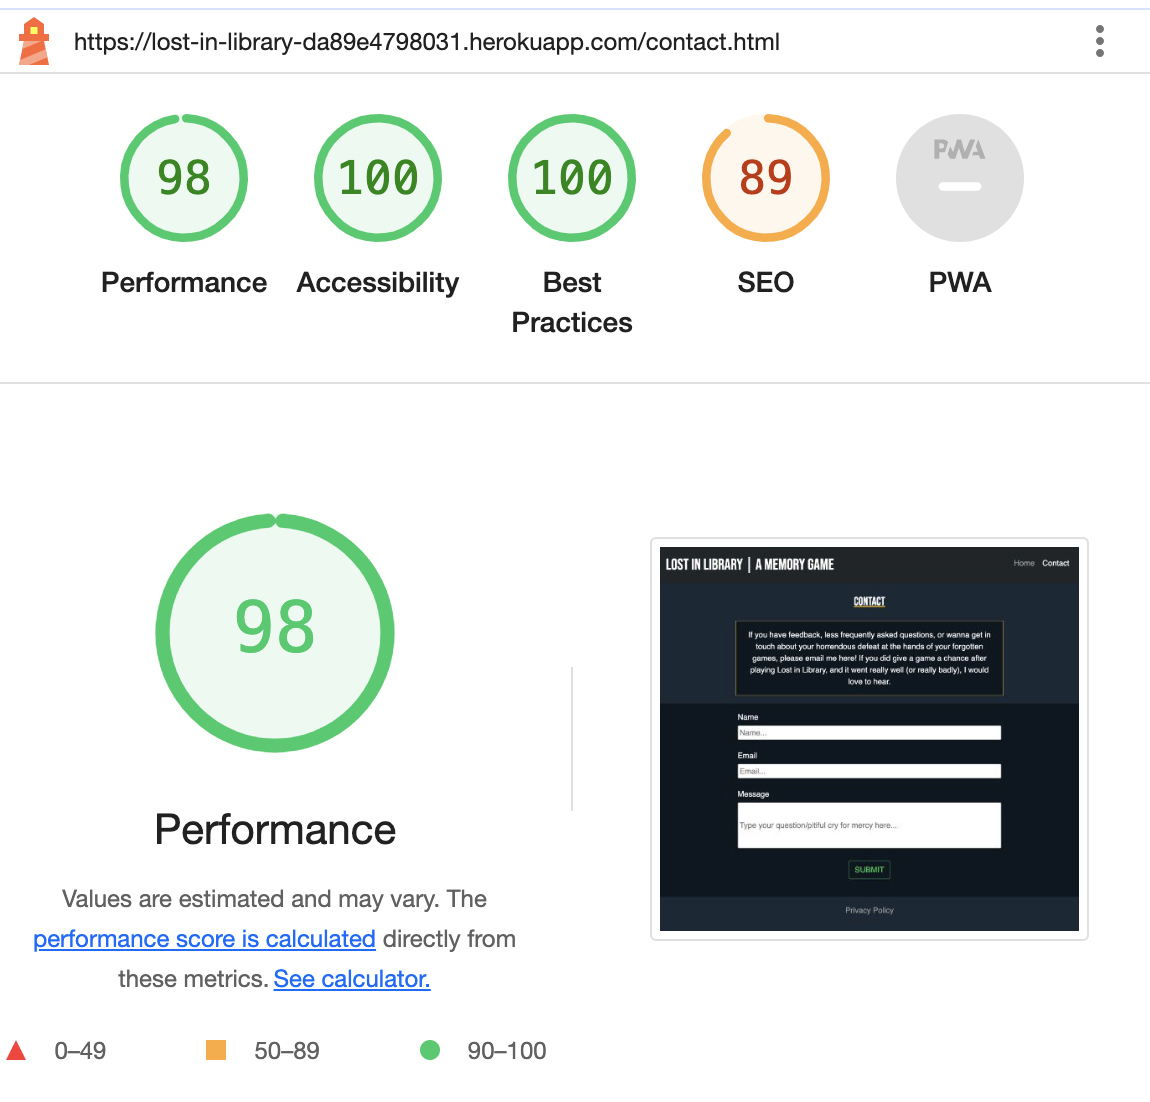 https://lost-in-library-da89e4798031.herokuapp.com/contact.html
98
100
100
89
PWA
Performance
Accessibility
Best
Practices
SEO
PWA
98
Performance
Values are estimated and may vary. The
performance score is calculated directly from
these metrics. See calculator.
0–49
50–89
90–100
LOST IN LIBRARY | A MEMORY GAME
Home
Contact
CONTACT
If you have feedback, less frequently asked questions, or wanna get in
touch about your horrendous defeat at the hands of your forgotten
games, please email me here! If you did give a game a chance after
playing Lost in Library, and it went really well (or really badly), I would
love to hear.
Name
Name...
Email
Email...
Message
Type your question/pitiful cry for mercy here...
SUBMIT
Privacy Policy